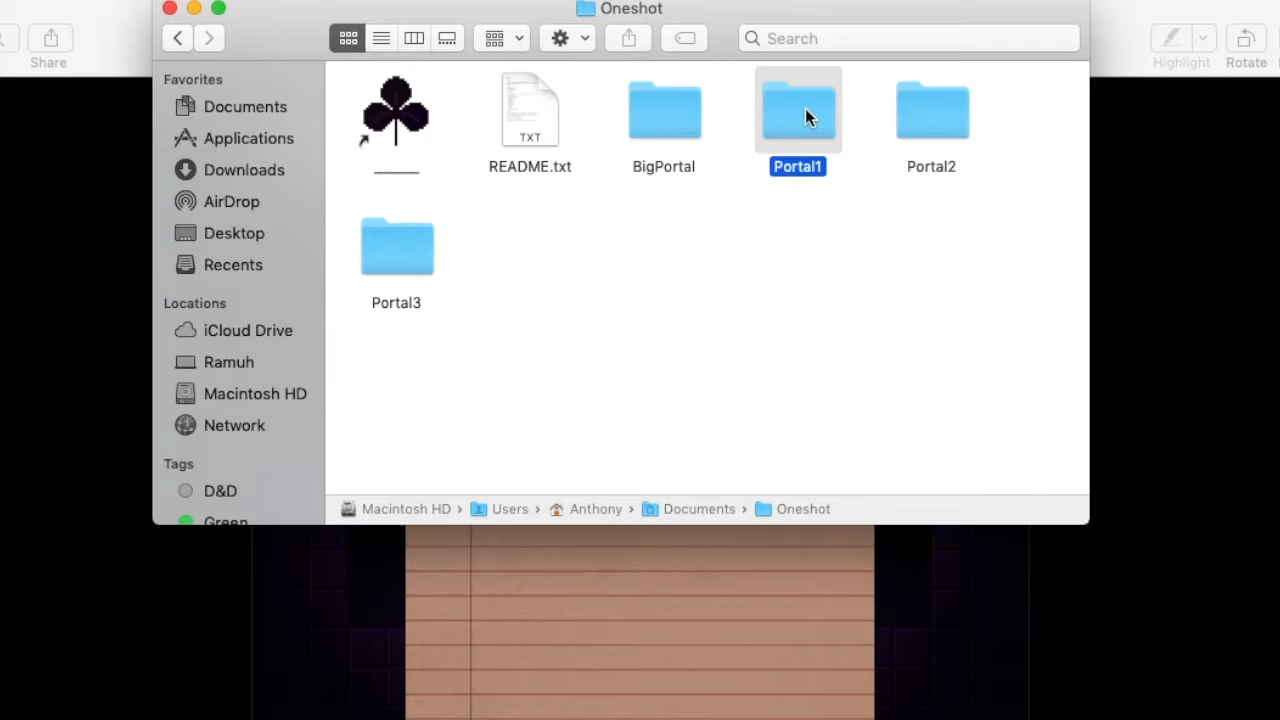 Oneshot
Search
Share
Highlight
Rotate
Favorites
Documents
Applications
Downloads
AirDrop
Desktop
Recents
Locations
iCloud Drive
Ramuh
Macintosh HD
Network
Tags
D&D
Green
TXT
README.txt
BigPortal
Portal1
Portal2
Portal3
Macintosh HD › Users › Anthony › Documents › Oneshot